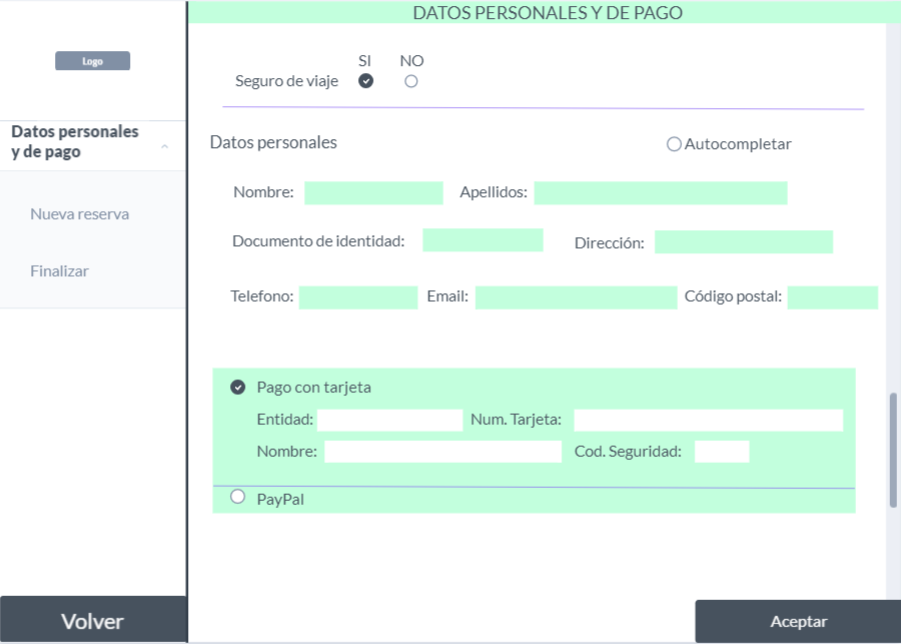 DATOS PERSONALES Y DE PAGO
Logo
SI NO
Seguro de viaje
Datos personales
y de pago
Nueva reserva
Finalizar
Datos personales
Autocompletar
Nombre: Apellidos:
Documento de identidad: Dirección:
Telefono: Email: Código postal:
Pago con tarjeta
Entidad: Num. Tarjeta:
Nombre: Cod. Seguridad:
PayPal
Volver
Aceptar